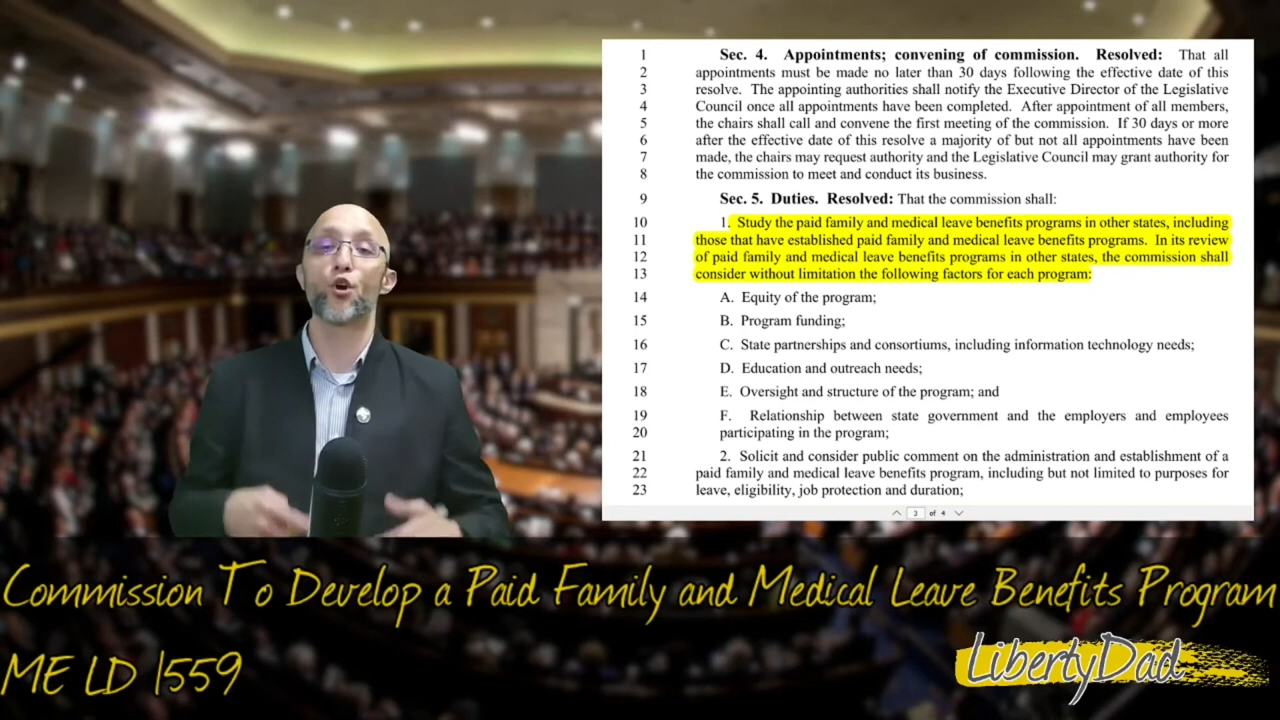 1 Sec. 4. Appointments; convening of commission. Resolved: That all
2 appointments must be made no later than 30 days following the effective date of this
3 resolve. The appointing authorities shall notify the Executive Director of the Legislative
4 Council once all appointments have been completed. After appointment of all members,
5 the chairs shall call and convene the first meeting of the commission. If 30 days or more
6 after the effective date of this resolve a majority of but not all appointments have been
7 made, the chairs may request authority and the Legislative Council may grant authority for
8 the commission to meet and conduct its business.
9 Sec. 5. Duties. Resolved: That the commission shall:
10 1. Study the paid family and medical leave benefits programs in other states, including
11 those that have established paid family and medical leave benefits programs. In its review
12 of paid family and medical leave benefits programs in other states, the commission shall
13 consider without limitation the following factors for each program:
14 A. Equity of the program;
15 B. Program funding;
16 C. State partnerships and consortiums, including information technology needs;
17 D. Education and outreach needs;
18 E. Oversight and structure of the program; and
19 F. Relationship between state government and the employers and employees
20 participating in the program;
21 2. Solicit and consider public comment on the administration and establishment of a
22 paid family and medical leave benefits program, including but not limited to purposes for
23 leave, eligibility, job protection and duration;
3 of 4
Commission To Develop a Paid Family and Medical Leave Benefits Program
ME LD 1559
LibertyDad